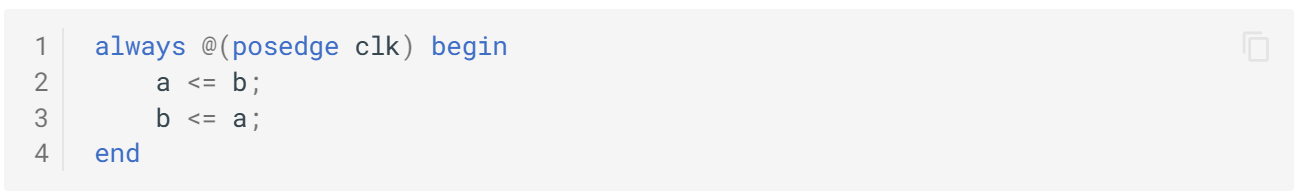 1 always @(posedge clk) begin
2     a <= b;
3     b <= a;
4 end